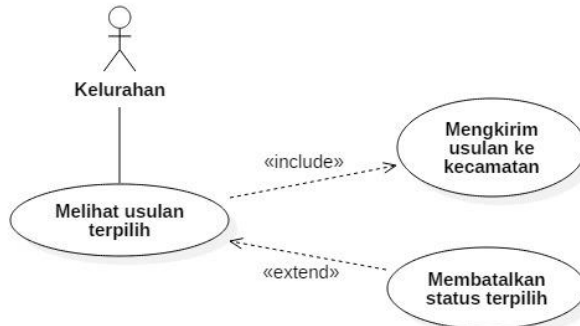 Kelurahan
Mengkirim
usulan ke
kecamatan
«include»
Melihat usulan
terpilih
«extend»
Membatalkan
status terpilih